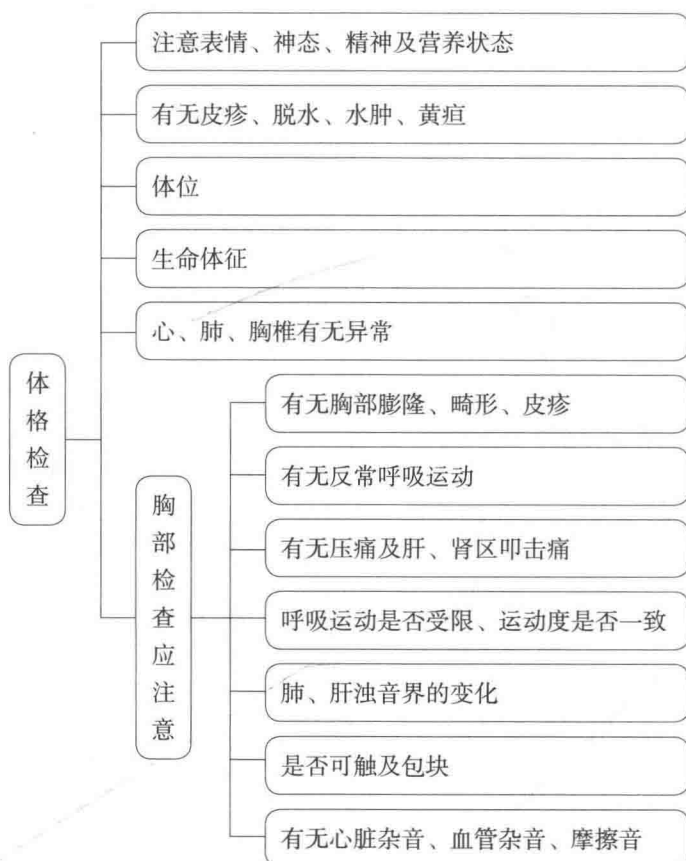 注意表情、神态、精神及营养状态
有无皮疹、脱水、水肿、黄疸
体位
生命体征
心、肺、胸椎有无异常
体格检查
胸部检查应注意
有无胸部膨隆、畸形、皮疹
有无反常呼吸运动
有无压痛及肝、肾区叩击痛
呼吸运动是否受限、运动度是否一致
肺、肝浊音界的变化
是否可触及包块
有无心脏杂音、血管杂音、摩擦音